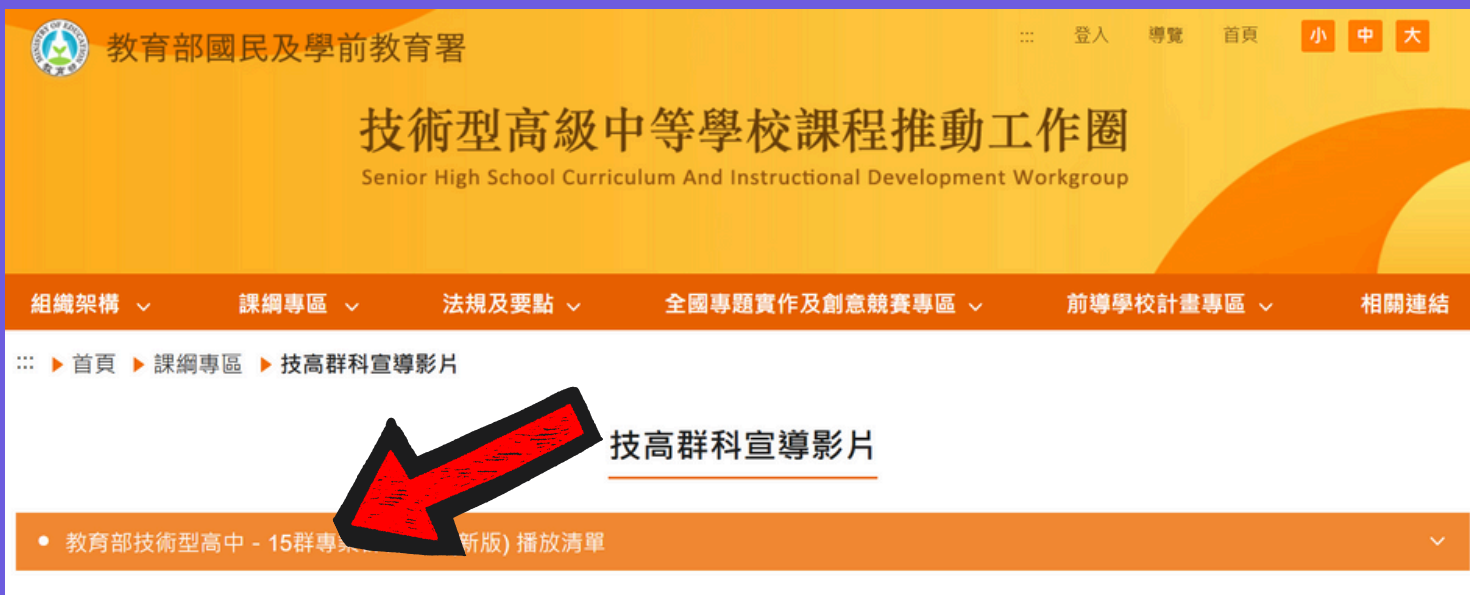 教育部國民及學前教育署
::: 登入 導覽 首頁 小 中 大
技術型高級中等學校課程推動工作圈
Senior High School Curriculum And Instructional Development Workgroup
組織架構 課綱專區 法規及要點 全國專題實作及創意競賽專區 前導學校計畫專區 相關連結
::: 首頁 課綱專區 技高群科宣導影片
技高群科宣導影片
教育部技術型高中 - 15群專業 新版) 播放清單